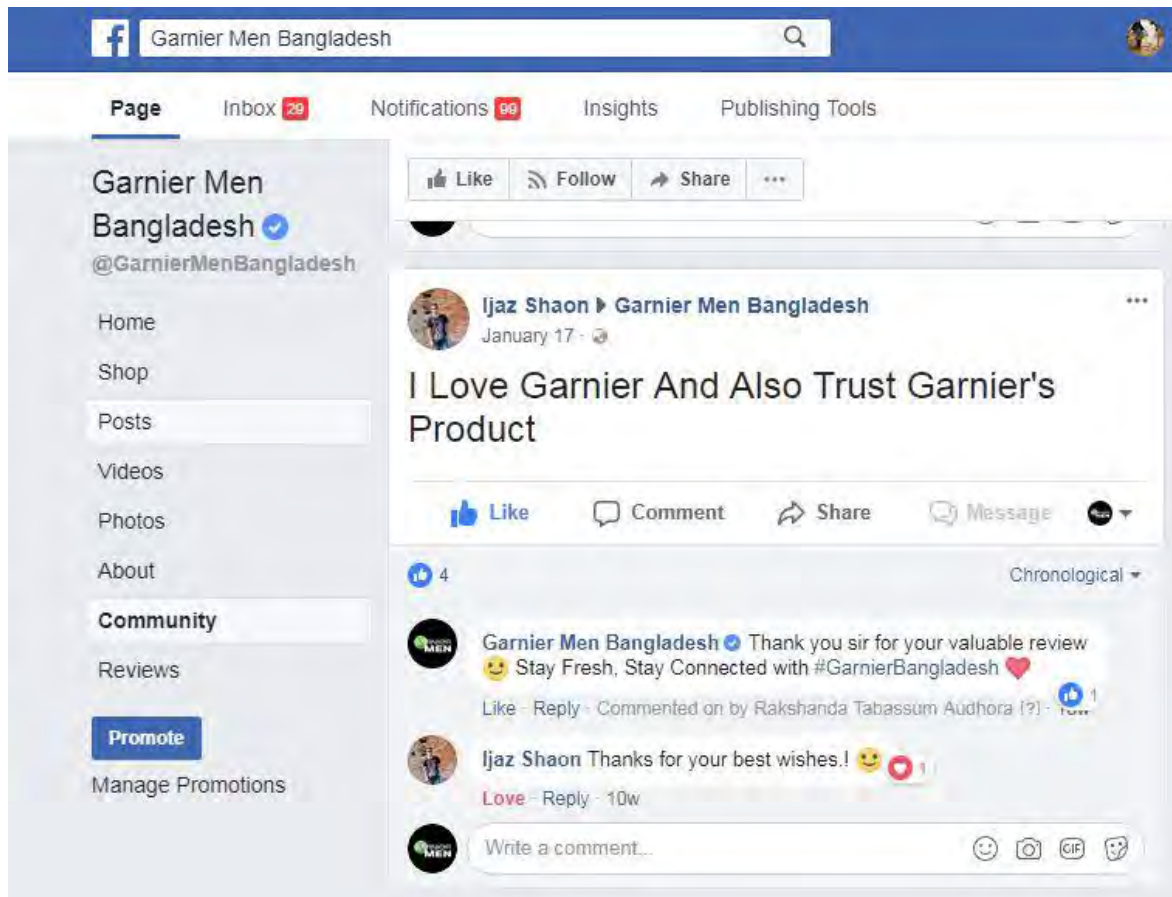 Garnier Men Bangladesh
Page Inbox 29 Notifications 99 Insights Publishing Tools
Garnier Men
Bangladesh
@GarnierMenBangladesh
Home
Shop
Posts
Videos
Photos
About
Community
Reviews
Promote
Manage Promotions
Like Follow Share
Ijaz Shaon Garnier Men Bangladesh
January 17
I Love Garnier And Also Trust Garnier's
Product
Like Comment Share Message
4 Chronological
Garnier Men Bangladesh Thank you sir for your valuable review
Stay Fresh, Stay Connected with #GarnierBangladesh
Like · Reply · Commented on by Rakshanda Tabassum Audhora [?] · 1
Ijaz Shaon Thanks for your best wishes.! 1
Love · Reply · 10w
Write a comment...
GIF